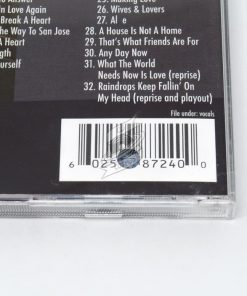 o Answer
25. Making Love
n Love Again
26. Wives & Lovers
Break A Heart
27. Al e
he Way To San Jose
28. A House Is Not A Home
A Heart
29. That's What Friends Are For
gth
30. Any Day Now
urself
31. What The World
Needs Now Is Love (reprise)
32. Raindrops Keep Fallin' On
My Head (reprise and playout)
File under: vocals
6 025 87240 0